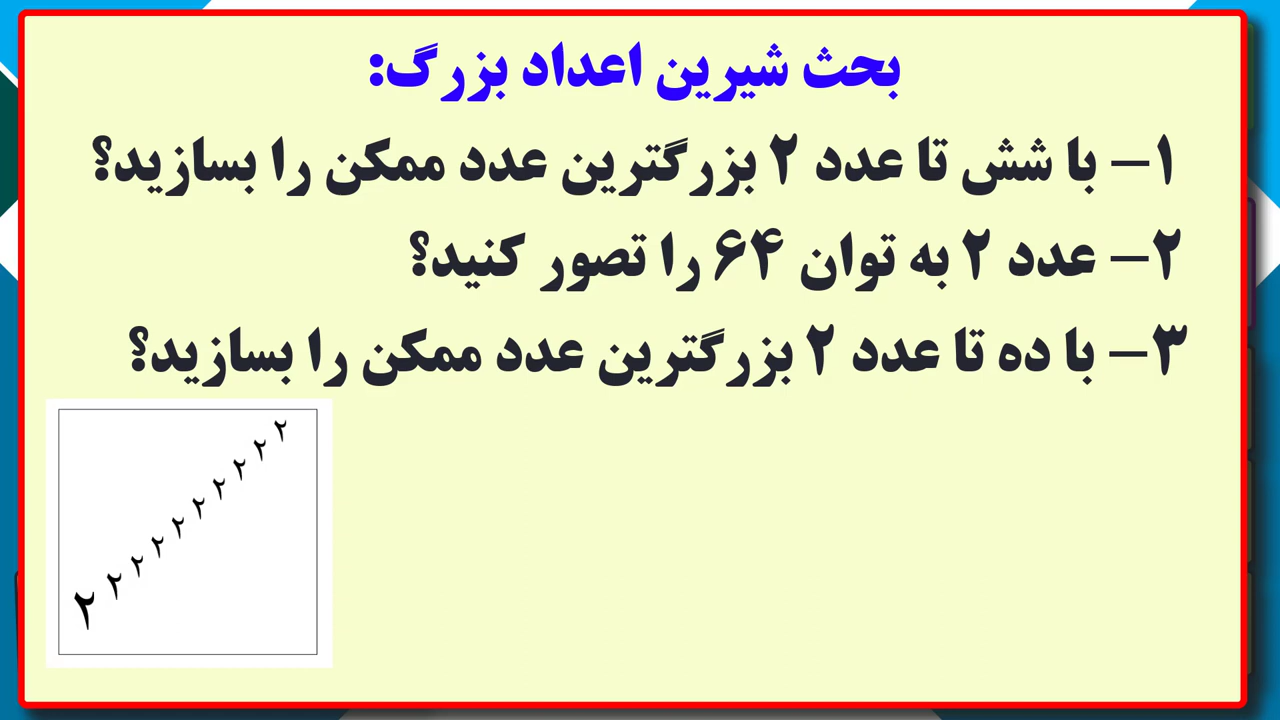 بحث شیرین اعداد بزرگ:
۱- با شش تا عدد ۲ بزرگترین عدد ممکن را بسازید؟
۲- عدد ۲ به توان ۶۴ را تصور کنید؟
۳- با ده تا عدد ۲ بزرگترین عدد ممکن را بسازید؟
۲ ۲ ۲ ۲ ۲ ۲ ۲ ۲ ۲ ۲